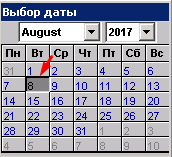 Выбор даты
August 2017
Пн Вт Ср Чт Пт Сб Вс
31 1 2 3 4 5 6
7 8 9 10 11 12 13
14 15 16 17 18 19 20
21 22 23 24 25 26 27
28 29 30 31 1 2 3
4 5 6 7 8 9 10